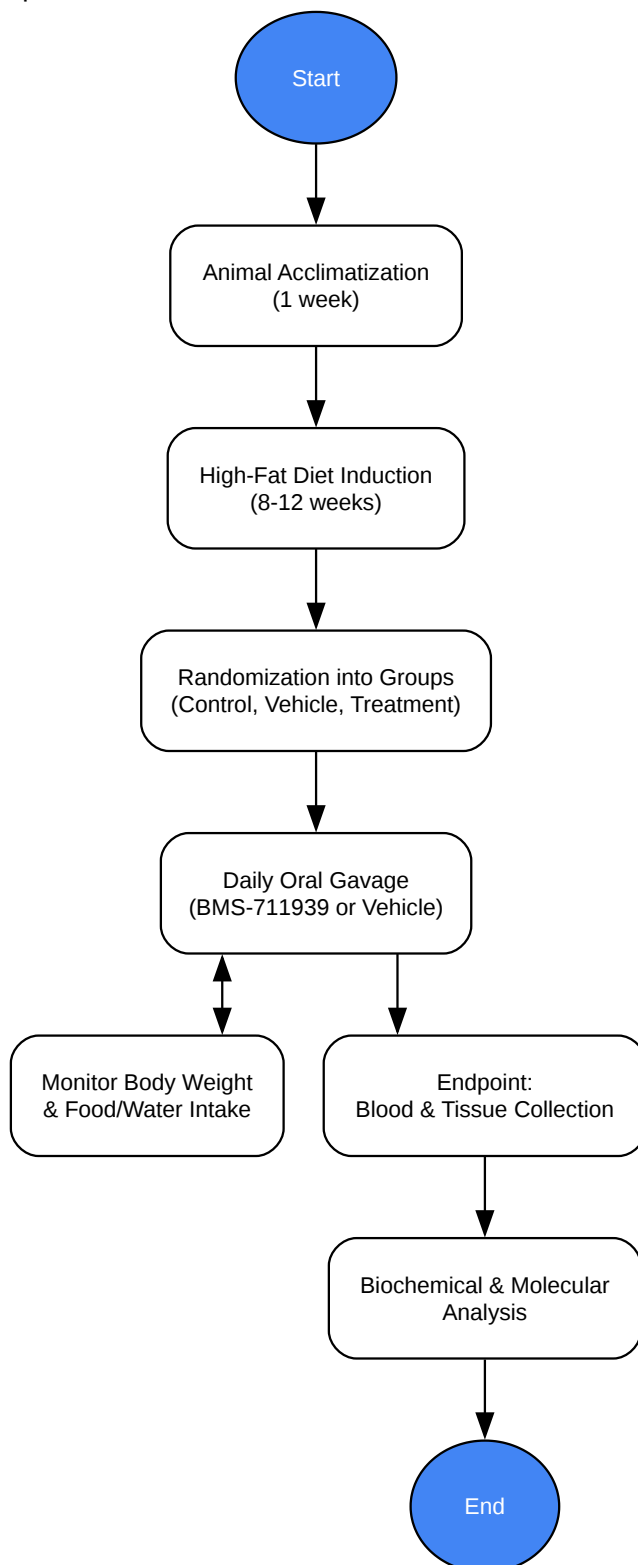 Start
Animal Acclimatization
(1 week)
High-Fat Diet Induction
(8-12 weeks)
Randomization into Groups
(Control, Vehicle, Treatment)
Daily Oral Gavage
(BMS-711939 or Vehicle)
Monitor Body Weight
& Food/Water Intake
Endpoint:
Blood & Tissue Collection
Biochemical & Molecular
Analysis
End